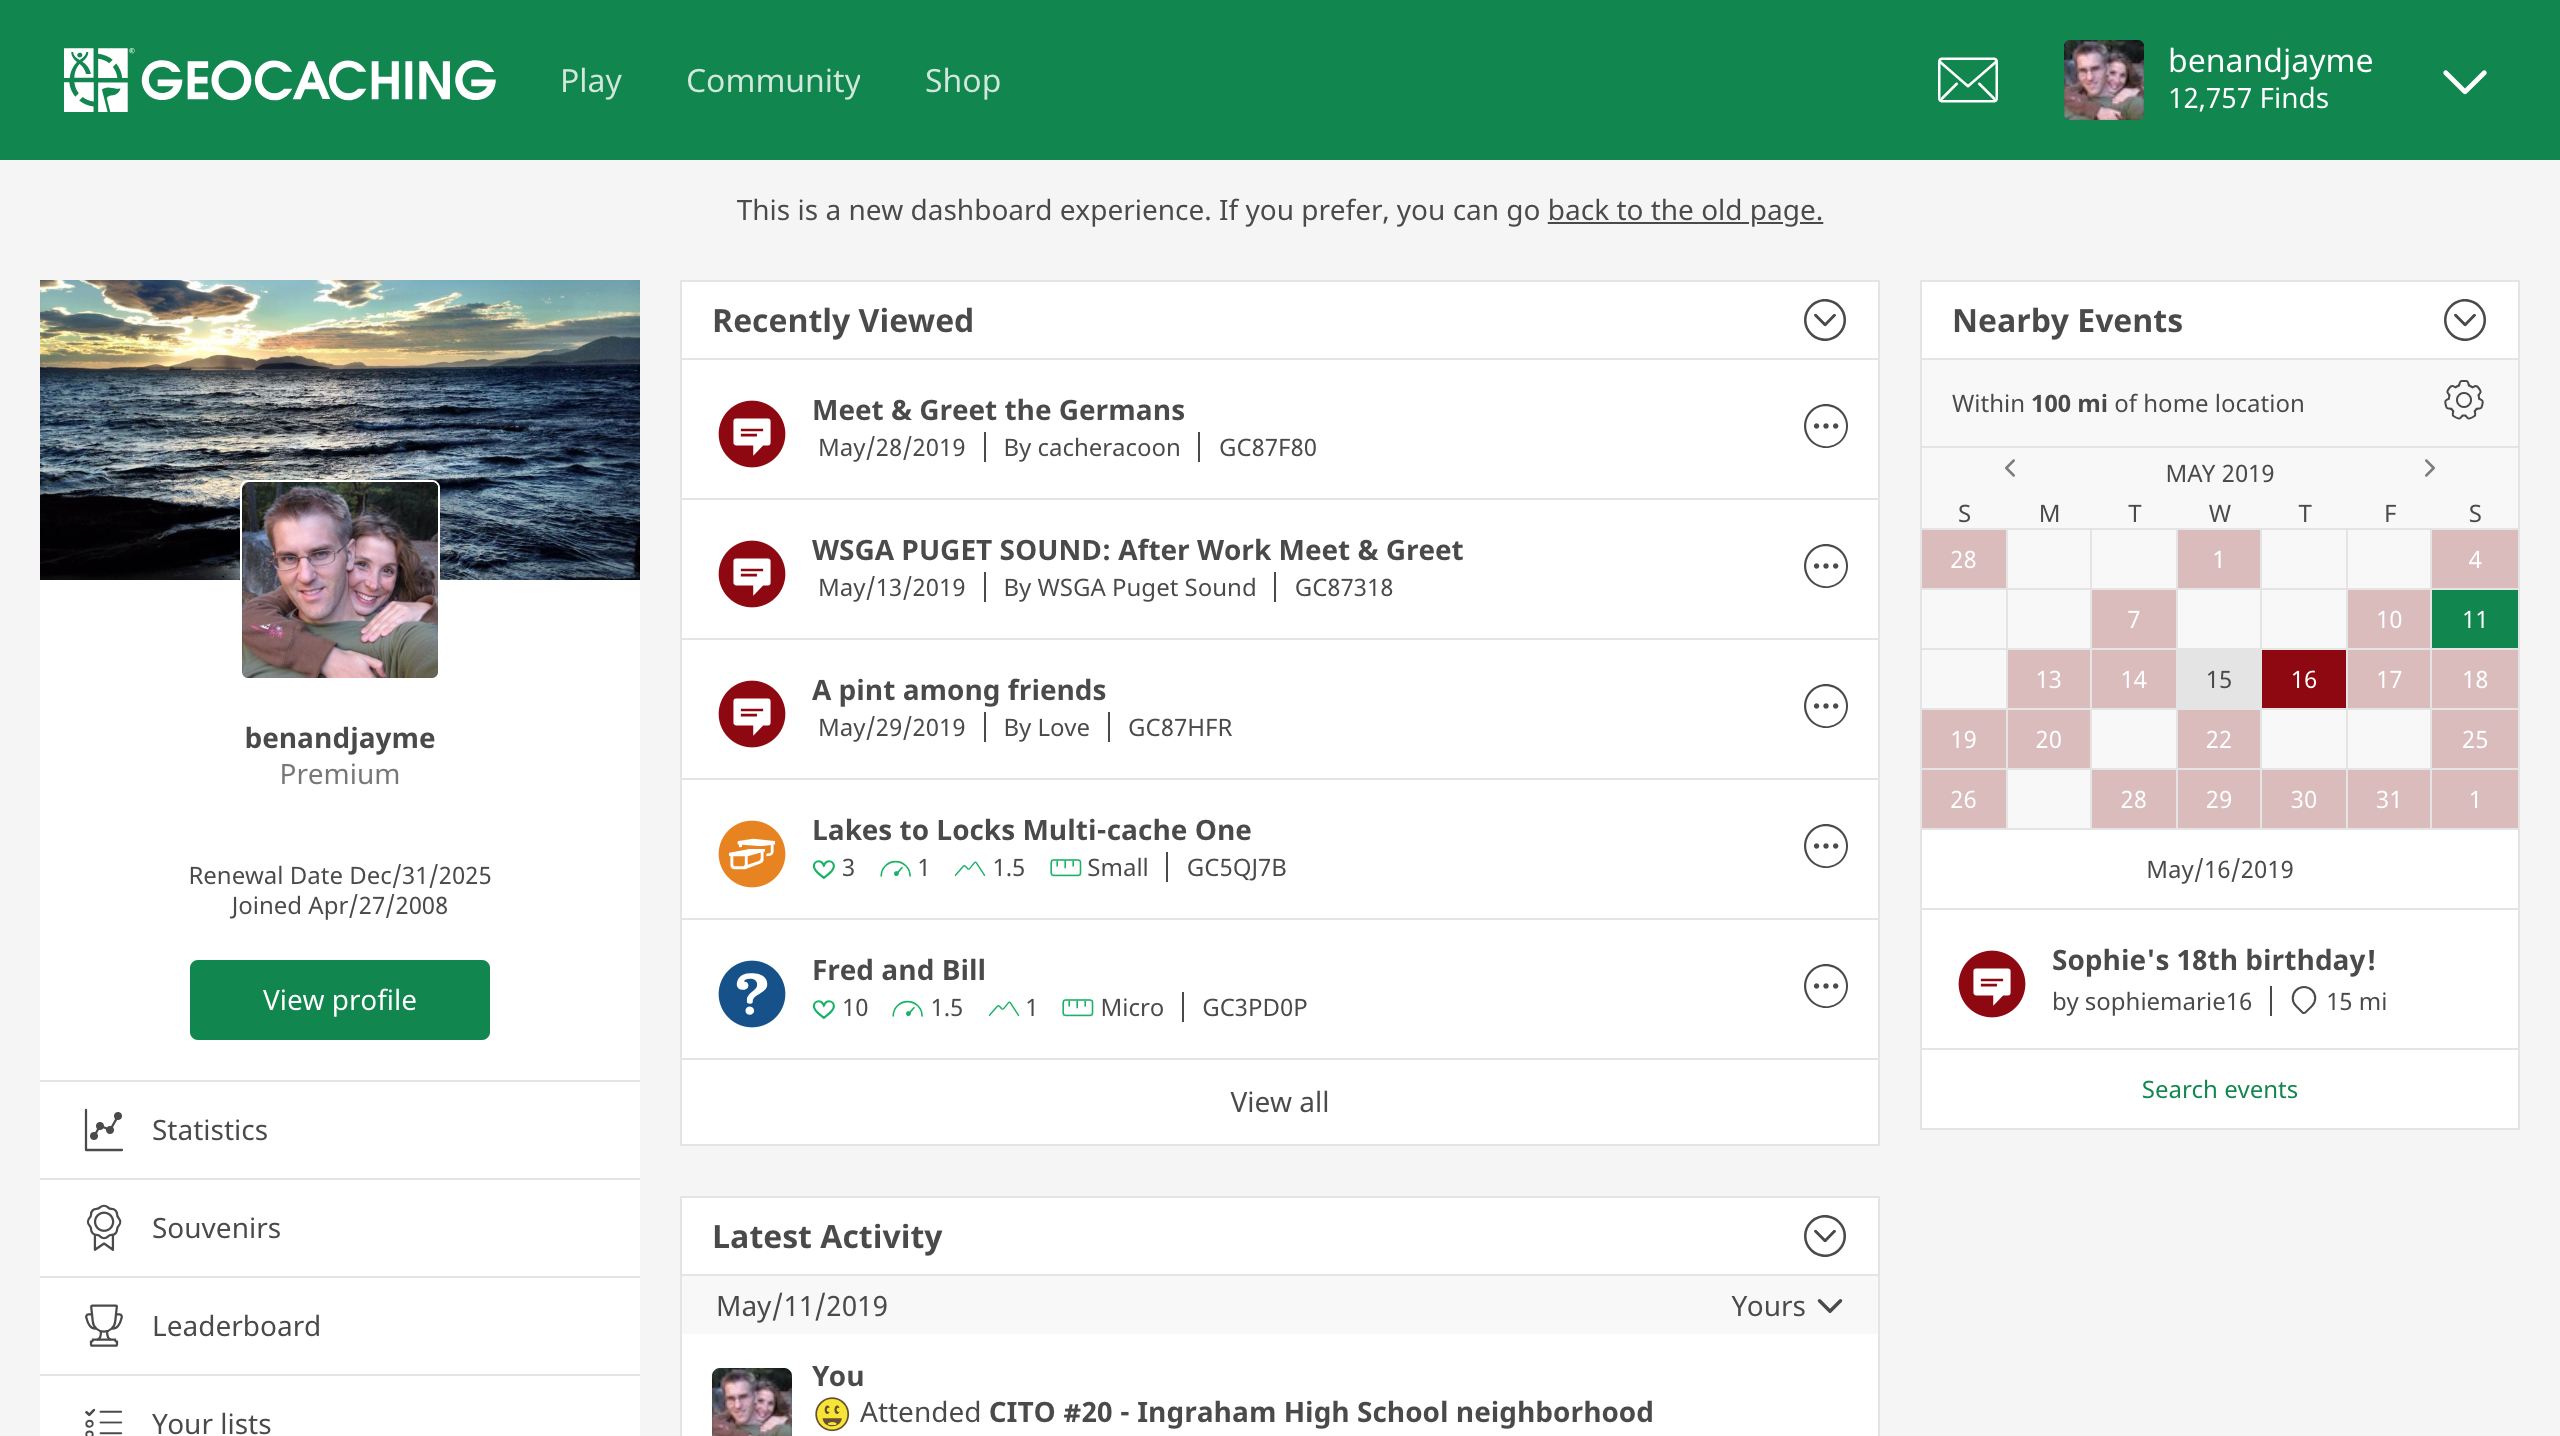 GEOCACHING
Play
Community
Shop
benandjayme
12,757 Finds
This is a new dashboard experience. If you prefer, you can go back to the old page.
benandjayme
Premium
Renewal Date Dec/31/2025
Joined Apr/27/2008
View profile
Statistics
Souvenirs
Leaderboard
Your lists
Recently Viewed
Meet & Greet the Germans
May/28/2019 | By cacheracoon | GC87F80
WSGA PUGET SOUND: After Work Meet & Greet
May/13/2019 | By WSGA Puget Sound | GC87318
A pint among friends
May/29/2019 | By Love | GC87HFR
Lakes to Locks Multi-cache One
3 1 1.5 Small | GC5QJ7B
Fred and Bill
10 1.5 1 Micro | GC3PD0P
View all
Latest Activity
May/11/2019
Yours
You
Attended CITO #20 - Ingraham High School neighborhood
Nearby Events
Within 100 mi of home location
MAY 2019
S M T W T F S
28 1 4
7 10 11
13 14 15 16 17 18
19 20 22 25
26 28 29 30 31 1
May/16/2019
Sophie's 18th birthday!
by sophiemarie16 | 15 mi
Search events